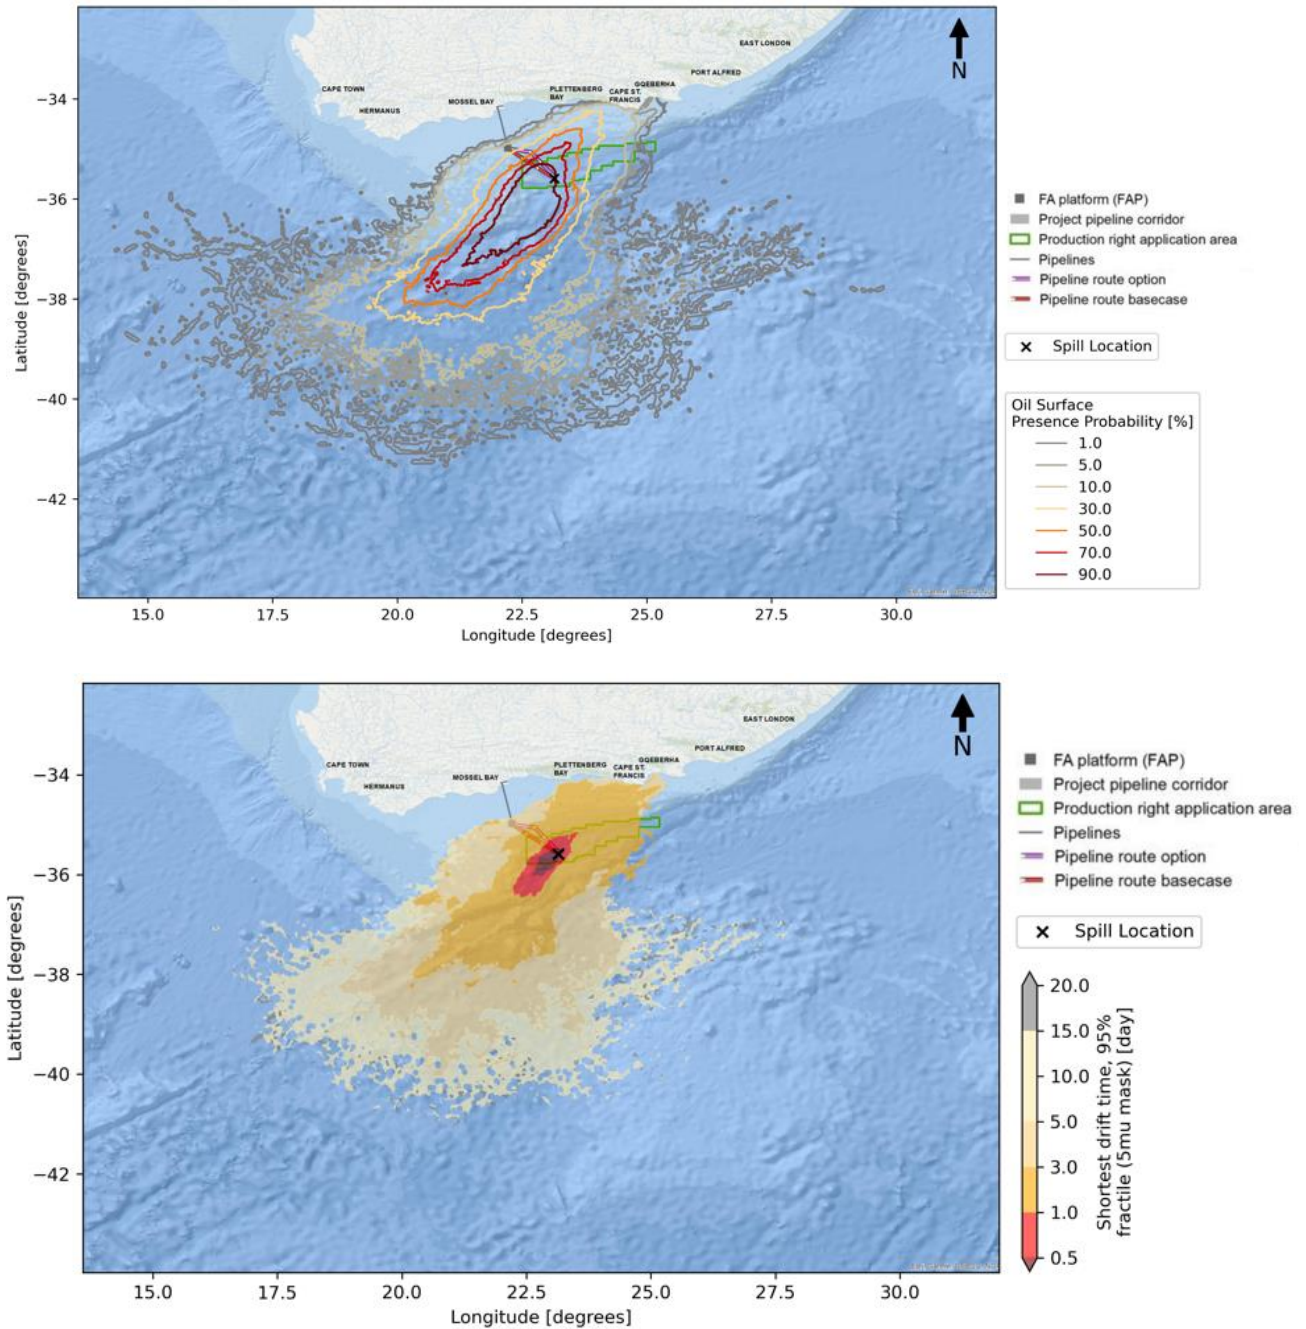 N
EAST LONDON
PORT ALFRED
GQEBERHA
CAPE ST.
FRANCIS
PLETTENBERG
BAY
MOSSEL BAY
CAPE TOWN
HERMANUS
−34
−36
−38
−40
−42
Latitude [degrees]
15.0 17.5 20.0 22.5 25.0 27.5 30.0
Longitude [degrees]
FA platform (FAP)
Project pipeline corridor
Production right application area
Pipelines
Pipeline route option
Pipeline route basecase
Spill Location
Oil Surface
Presence Probability [%]
1.0
5.0
10.0
30.0
50.0
70.0
90.0
N
EAST LONDON
PORT ALFRED
GQEBERHA
CAPE ST.
FRANCIS
PLETTENBERG
BAY
MOSSEL BAY
CAPE TOWN
HERMANUS
−34
−36
−38
−40
−42
Latitude [degrees]
15.0 17.5 20.0 22.5 25.0 27.5 30.0
Longitude [degrees]
FA platform (FAP)
Project pipeline corridor
Production right application area
Pipelines
Pipeline route option
Pipeline route basecase
Spill Location
20.0
15.0
10.0
5.0
3.0
1.0
0.5
Shortest drift time, 95%
fractile (5mu mask) [day]